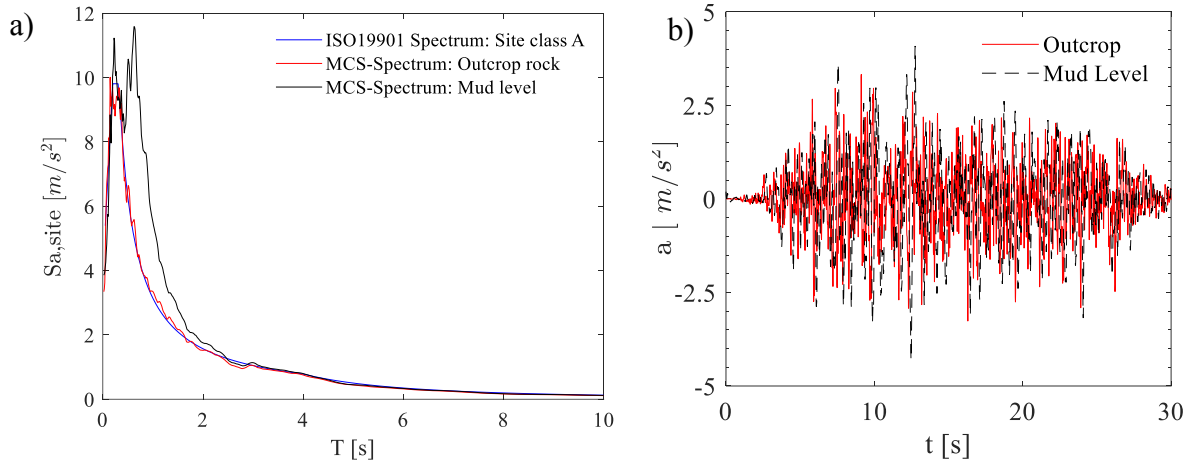 a)
12
10
8
6
4
2
0
Sa,site [m/s²]
ISO19901 Spectrum: Site class A
MCS-Spectrum: Outcrop rock
MCS-Spectrum: Mud level
0 2 4 6 8 10
T [s]
b)
5
2.5
0
-2.5
-5
a [ m/s²]
Outcrop
Mud Level
0 10 20 30
t [s]